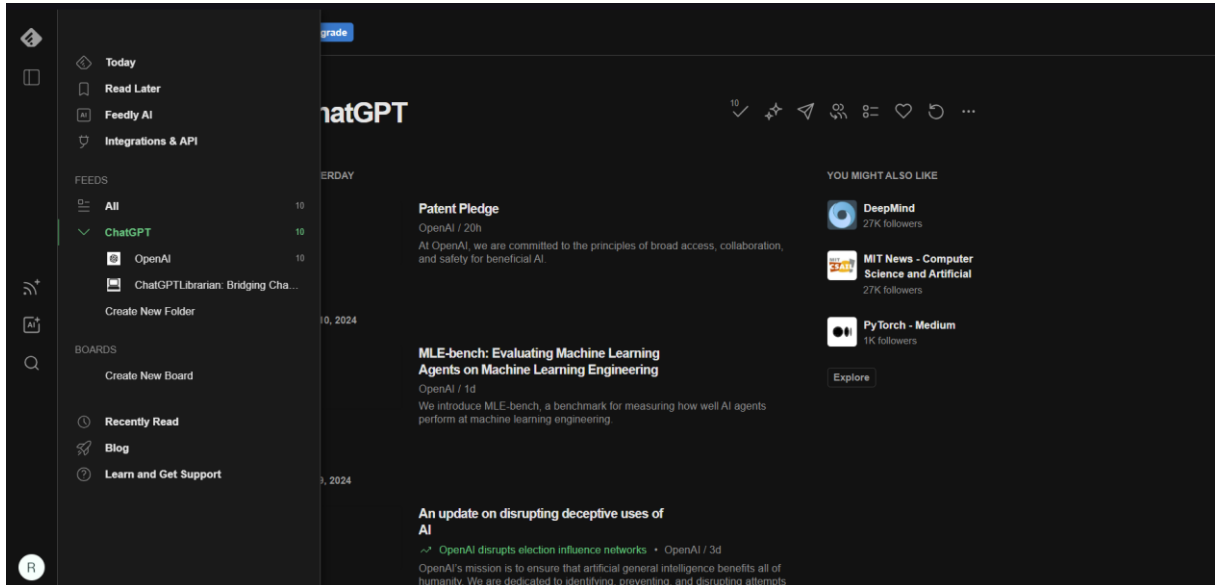 grade
Today
Read Later
AI Feedly AI
Integrations & API
FEEDS
All 10
ChatGPT 10
OpenAI 10
ChatGPTLibrarian: Bridging Cha...
Create New Folder
BOARDS
Create New Board
Recently Read
Blog
? Learn and Get Support
AI
R
hatGPT
10
ERDAY
Patent Pledge
OpenAI / 20h
At OpenAI, we are committed to the principles of broad access, collaboration,
and safety for beneficial AI.
10, 2024
MLE-bench: Evaluating Machine Learning
Agents on Machine Learning Engineering
OpenAI / 1d
We introduce MLE-bench, a benchmark for measuring how well AI agents
perform at machine learning engineering.
9, 2024
An update on disrupting deceptive uses of
AI
OpenAI disrupts election influence networks • OpenAI / 3d
OpenAI's mission is to ensure that artificial general intelligence benefits all of
humanity. We are dedicated to identifying, preventing, and disrupting attempts
YOU MIGHT ALSO LIKE
DeepMind
27K followers
MIT CSAIL
MIT News - Computer
Science and Artificial
27K followers
PyTorch - Medium
1K followers
Explore